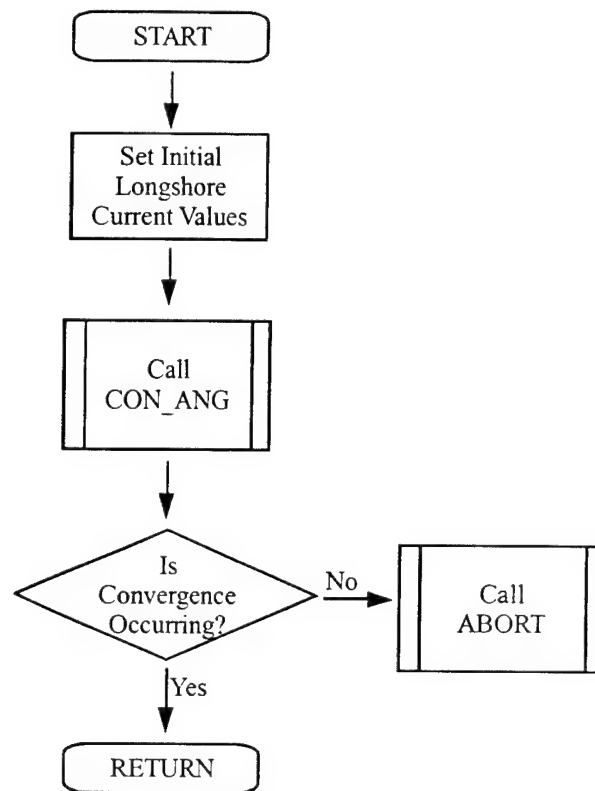 START
Set Initial
Longshore
Current Values
Call
CON_ANG
Is
Convergence
Occurring?
No
Call
ABORT
Yes
RETURN